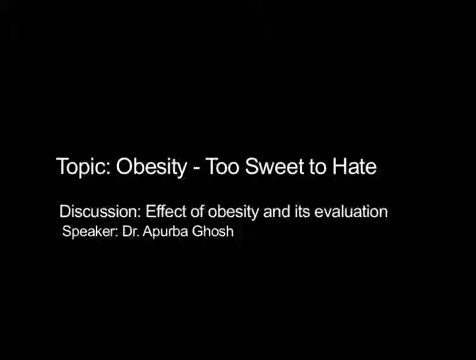 Topic: Obesity - Too Sweet to Hate
Discussion: Effect of obesity and its evaluation
Speaker: Dr. Apurba Ghosh